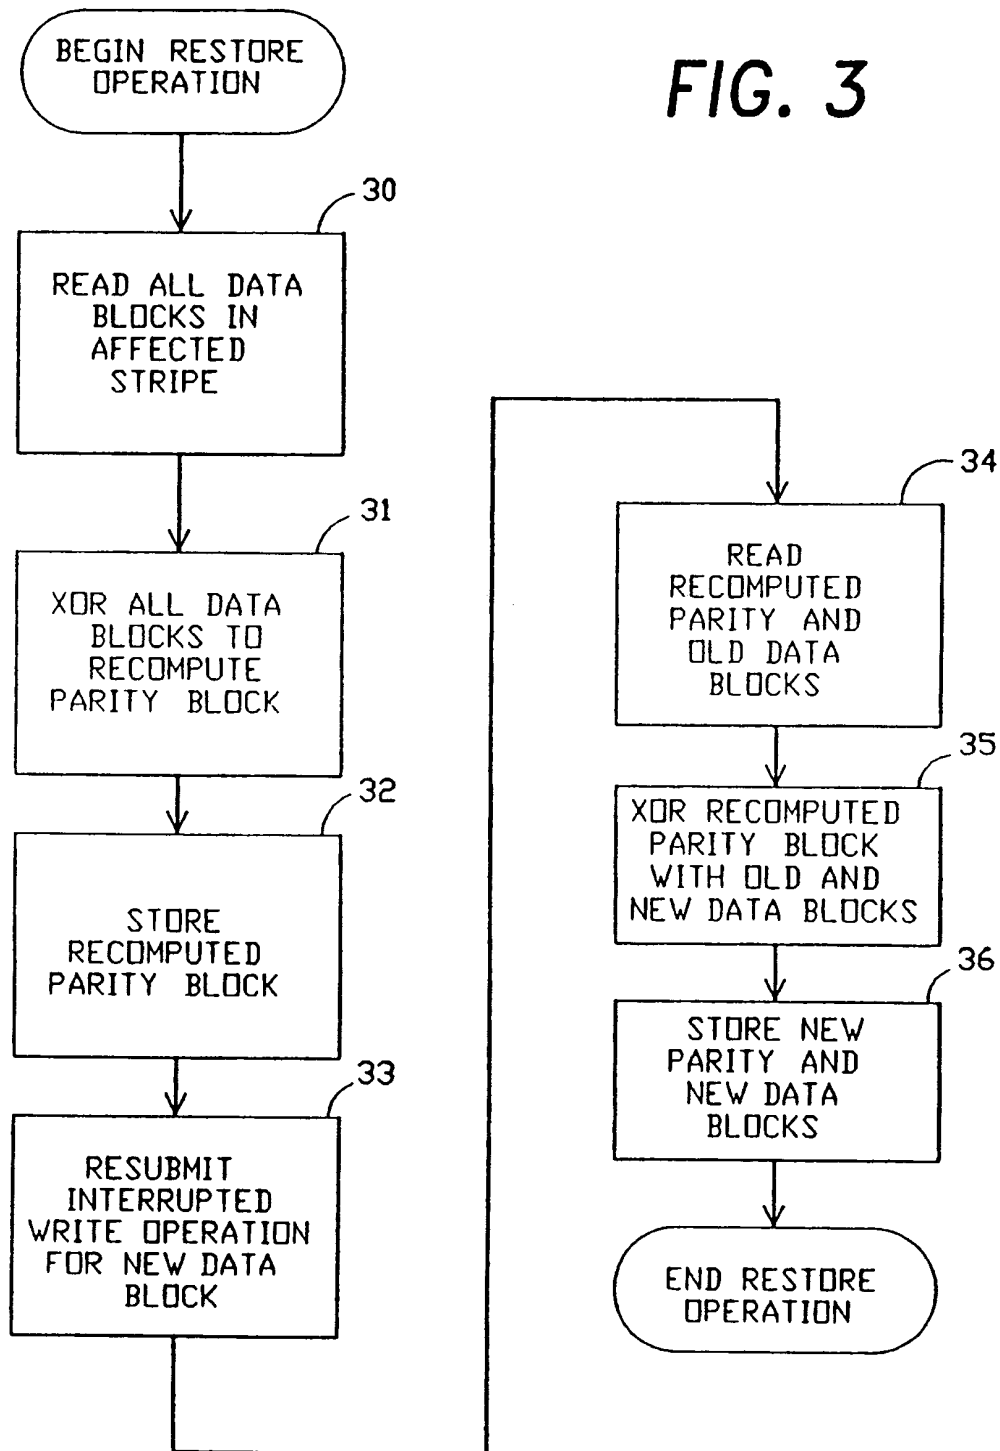 BEGIN RESTORE
OPERATION
FIG. 3
30
READ ALL DATA
BLOCKS IN
AFFECTED
STRIPE
31
XOR ALL DATA
BLOCKS TO
RECOMPUTE
PARITY BLOCK
32
STORE
RECOMPUTED
PARITY BLOCK
33
RESUBMIT
INTERRUPTED
WRITE OPERATION
FOR NEW DATA
BLOCK
34
READ
RECOMPUTED
PARITY AND
OLD DATA
BLOCKS
35
XOR RECOMPUTED
PARITY BLOCK
WITH OLD AND
NEW DATA BLOCKS
36
STORE NEW
PARITY AND
NEW DATA
BLOCKS
END RESTORE
OPERATION